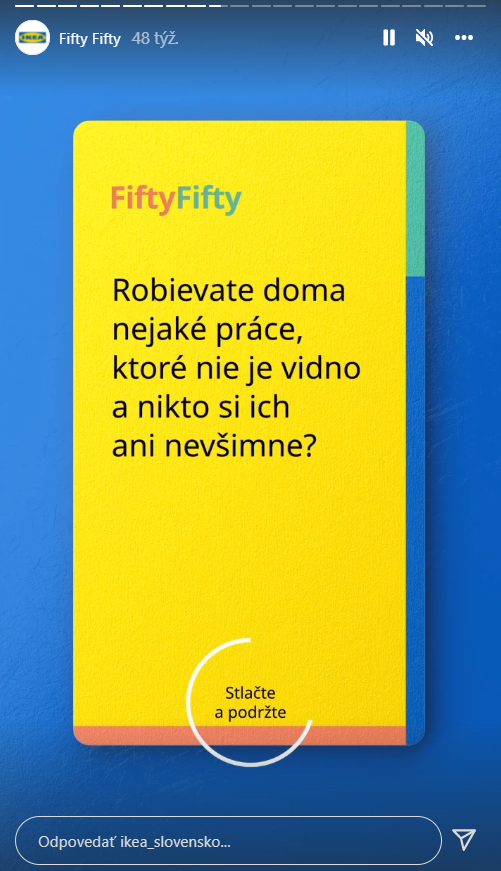 IKEA
Fifty Fifty 48 týž.
FiftyFifty
Robievate doma
nejaké práce,
ktoré nie je vidno
a nikto si ich
ani nevšimne?
Stlačte
a podržte
Odpovedať ikea_slovensko...